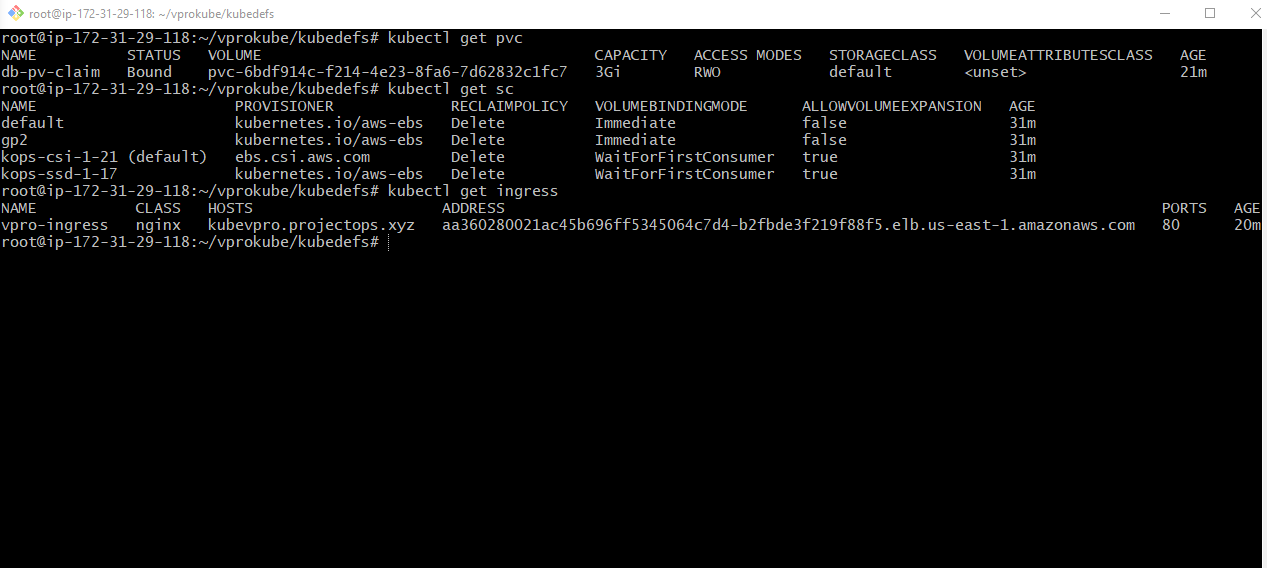 root@ip-172-31-29-118: ~/vprokube/kubedefs
root@ip-172-31-29-118:~/vprokube/kubedefs# kubectl get pvc
NAME          STATUS   VOLUME                                     CAPACITY   ACCESS MODES   STORAGECLASS   VOLUMEATTRIBUTESCLASS   AGE
db-pv-claim   Bound    pvc-6bdf914c-f214-4e23-8fa6-7d62832c1fc7   3Gi        RWO            default        <unset>                 21m
root@ip-172-31-29-118:~/vprokube/kubedefs# kubectl get sc
NAME                      PROVISIONER             RECLAIMPOLICY   VOLUMEBINDINGMODE      ALLOWVOLUMEEXPANSION   AGE
default                   kubernetes.io/aws-ebs   Delete          Immediate              false                  31m
gp2                       kubernetes.io/aws-ebs   Delete          Immediate              false                  31m
kops-csi-1-21 (default)   ebs.csi.aws.com         Delete          WaitForFirstConsumer   true                   31m
kops-ssd-1-17             kubernetes.io/aws-ebs   Delete          WaitForFirstConsumer   true                   31m
root@ip-172-31-29-118:~/vprokube/kubedefs# kubectl get ingress
NAME           CLASS   HOSTS                     ADDRESS                                                                         PORTS   AGE
vpro-ingress   nginx   kubevpro.projectops.xyz   aa360280021ac45b696ff5345064c7d4-b2fbde3f219f88f5.elb.us-east-1.amazonaws.com   80      20m
root@ip-172-31-29-118:~/vprokube/kubedefs#